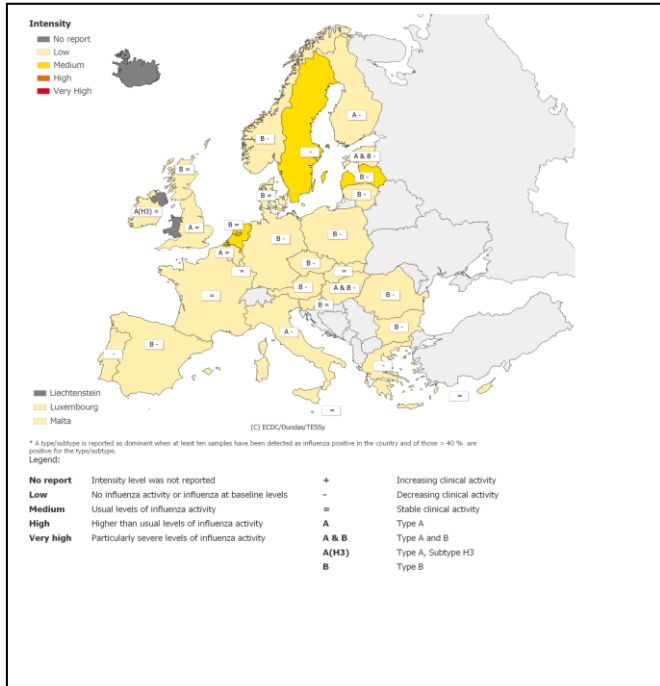 Intensity
No report
Low
Medium
High
Very High
A -
B -
-
A & B -
B -
B -
B =
B =
A(H3) =
A =
B =
A =
B -
B -
=
B -
=
=
B -
A & B -
B -
B =
B -
A -
-
B -
-
=
=
Liechtenstein
Luxembourg
Malta
(C) ECDC/Dundas/TESSy
* A type/subtype is reported as dominant when at least ten samples have been detected as influenza positive in the country and of those > 40 % are
positive for the type/subtype.
Legend:
No report Intensity level was not reported + Increasing clinical activity
Low No influenza activity or influenza at baseline levels - Decreasing clinical activity
Medium Usual levels of influenza activity = Stable clinical activity
High Higher than usual levels of influenza activity A Type A
Very high Particularly severe levels of influenza activity A & B Type A and B
A(H3) Type A, Subtype H3
B Type B